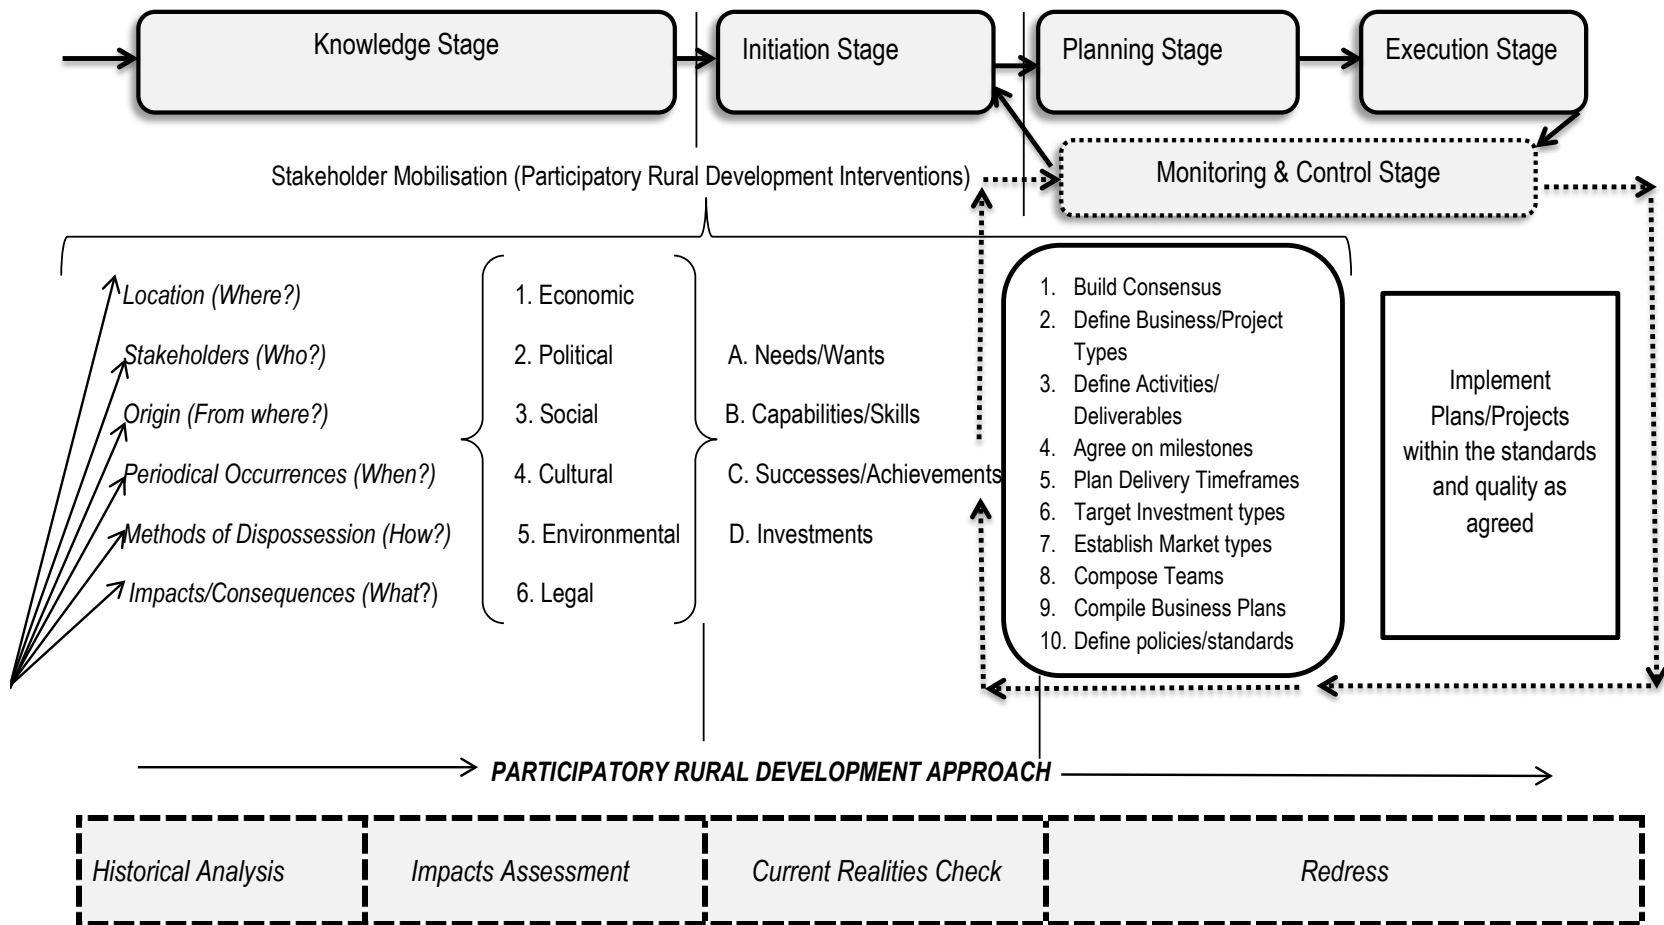 Knowledge Stage
Initiation Stage
Planning Stage
Execution Stage
Stakeholder Mobilisation (Participatory Rural Development Interventions)
Monitoring & Control Stage
Location (Where?)
Stakeholders (Who?)
Origin (From where?)
Periodical Occurrences (When?)
Methods of Dispossession (How?)
Impacts/Consequences (What?)
1. Economic
2. Political
3. Social
4. Cultural
5. Environmental
6. Legal
A. Needs/Wants
B. Capabilities/Skills
C. Successes/Achievements
D. Investments
1. Build Consensus
2. Define Business/Project
Types
3. Define Activities/
Deliverables
4. Agree on milestones
5. Plan Delivery Timeframes
6. Target Investment types
7. Establish Market types
8. Compose Teams
9. Compile Business Plans
10. Define policies/standards
Implement
Plans/Projects
within the standards
and quality as
agreed
PARTICIPATORY RURAL DEVELOPMENT APPROACH
Historical Analysis
Impacts Assessment
Current Realities Check
Redress